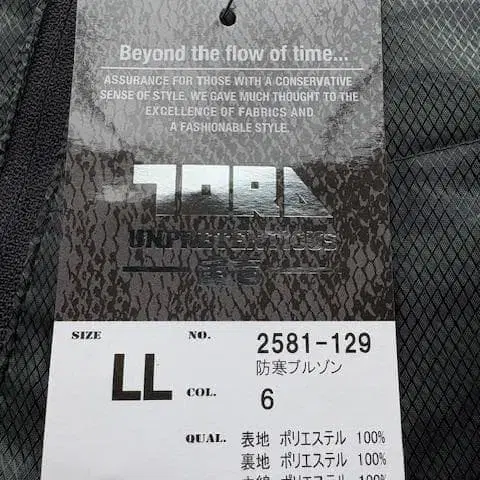 Beyond the flow of time...
ASSURANCE FOR THOSE WITH A CONSERVATIVE
SENSE OF STYLE. WE GAVE MUCH THOUGHT TO THE
EXCELLENCE OF FABRICS AND
A FASHIONABLE STYLE.
TORA
UNPRETENTIOUS
SIZE NO. 2581-129
防寒ブルゾン
LL COL. 6
QUAL. 表地 ポリエステル 100%
裏地 ポリエステル 100%